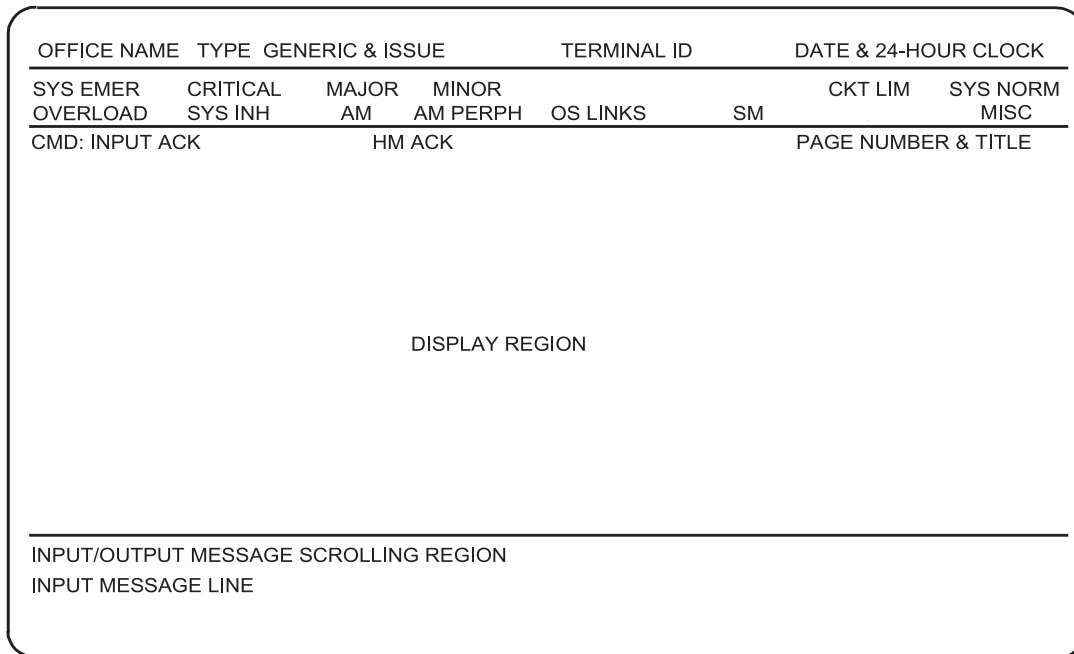 OFFICE NAME TYPE GENERIC & ISSUE TERMINAL ID DATE & 24-HOUR CLOCK
SYS EMER CRITICAL MAJOR MINOR CKT LIM SYS NORM
OVERLOAD SYS INH AM AM PERPH OS LINKS SM MISC
CMD: INPUT ACK HM ACK PAGE NUMBER & TITLE
DISPLAY REGION
INPUT/OUTPUT MESSAGE SCROLLING REGION
INPUT MESSAGE LINE